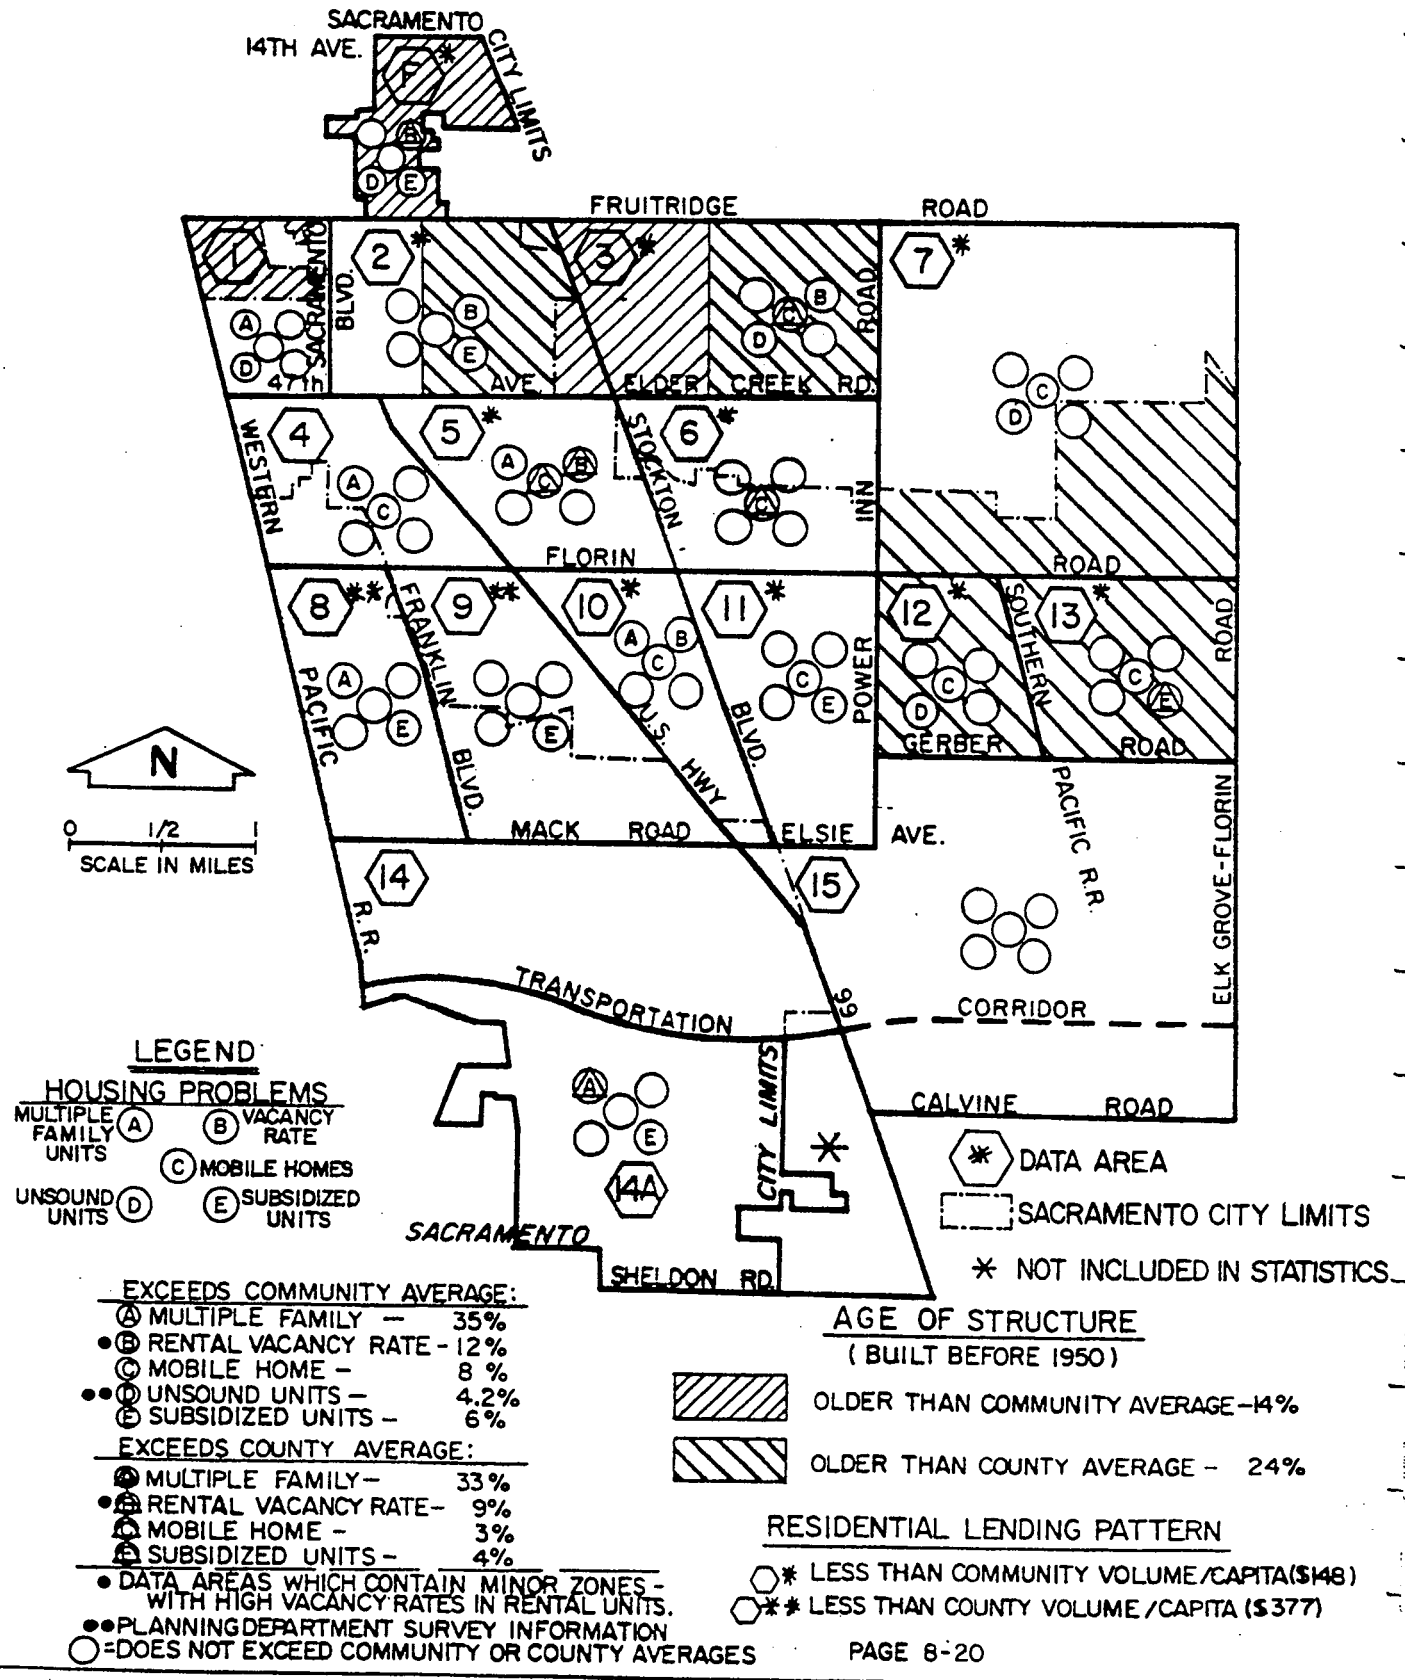 SACRAMENTO
14TH AVE.
CITY LIMITS
F *
B
D E
FRUITRIDGE ROAD
1
2 *
3 *
7 *
SACRAMENTO
BLVD.
ROAD
A
D
B
E
B
C
D
C
D
47th AVE. ELDER CREEK RD.
4
5 *
6 *
WESTERN
STOCKTON
INN
A
C
A B
C
C
FLORIN ROAD
8 **
9 **
10 *
11 *
12 *
13 *
FRANKLIN
SOUTHERN
ROAD
A B
C
C
E
C
D
C
E
A
E
E
PACIFIC
BLVD.
U.S.
HWY
BLVD.
POWER
GERBER ROAD
N
0 1/2 1
SCALE IN MILES
MACK ROAD ELSIE AVE.
PACIFIC R.R.
ELK GROVE-FLORIN
14
15
R. R.
TRANSPORTATION CORRIDOR
99
CITY LIMITS
CALVINE ROAD
A
E
14A
*
SACRAMENTO
SHELDON RD.
LEGEND
HOUSING PROBLEMS
MULTIPLE FAMILY UNITS A
B VACANCY RATE
C MOBILE HOMES
UNSOUND UNITS D
E SUBSIDIZED UNITS
* DATA AREA
SACRAMENTO CITY LIMITS
* NOT INCLUDED IN STATISTICS
EXCEEDS COMMUNITY AVERAGE:
A MULTIPLE FAMILY — 35%
● B RENTAL VACANCY RATE - 12%
C MOBILE HOME - 8 %
●● D UNSOUND UNITS - 4.2%
E SUBSIDIZED UNITS - 6%
EXCEEDS COUNTY AVERAGE:
A MULTIPLE FAMILY - 33%
● B RENTAL VACANCY RATE - 9%
C MOBILE HOME - 3%
E SUBSIDIZED UNITS - 4%
● DATA AREAS WHICH CONTAIN MINOR ZONES -
WITH HIGH VACANCY RATES IN RENTAL UNITS.
●● PLANNING DEPARTMENT SURVEY INFORMATION
○ = DOES NOT EXCEED COMMUNITY OR COUNTY AVERAGES
AGE OF STRUCTURE
( BUILT BEFORE 1950 )
OLDER THAN COMMUNITY AVERAGE-14%
OLDER THAN COUNTY AVERAGE - 24%
RESIDENTIAL LENDING PATTERN
* LESS THAN COMMUNITY VOLUME/CAPITA($148)
** LESS THAN COUNTY VOLUME/CAPITA ($377)
PAGE 8-20